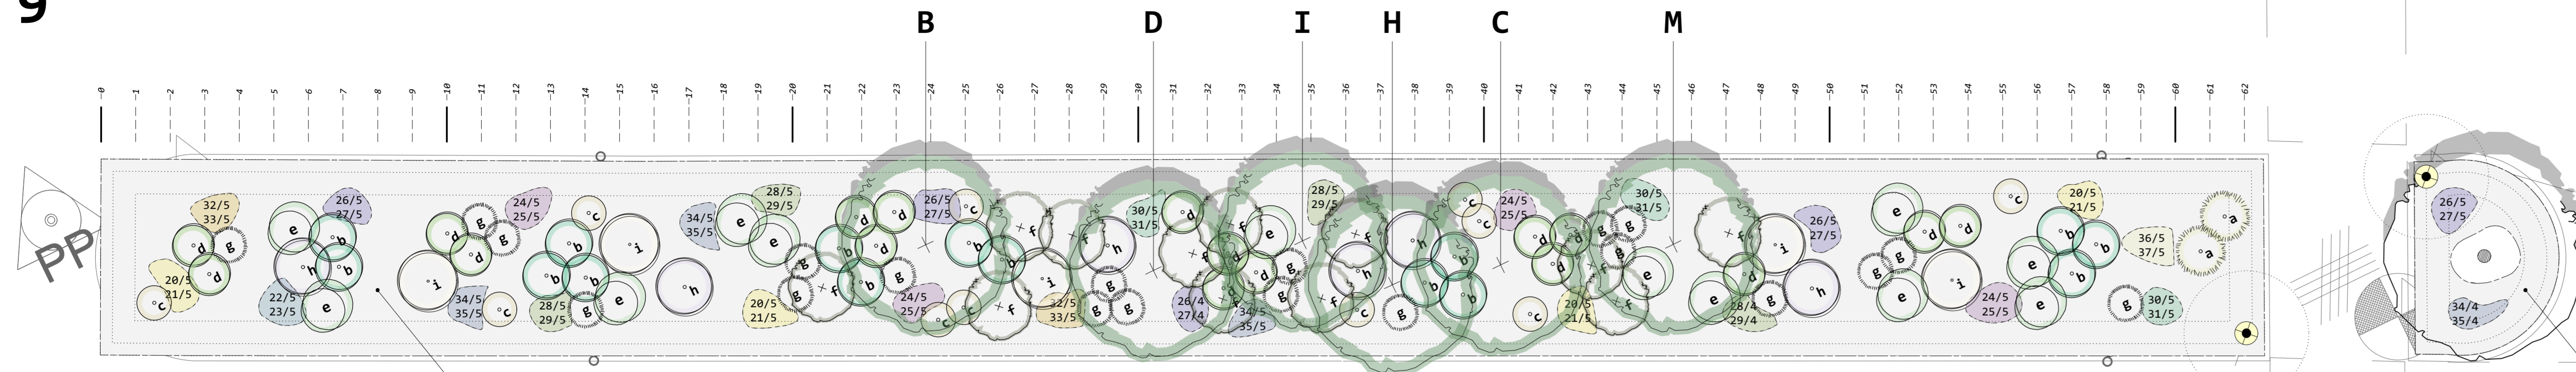 9
B D I H C M
0 1 2 3 4 5 6 7 8 9 10 11 12 13 14 15 16 17 18 19 20 21 22 23 24 25 26 27 28 29 30 31 32 33 34 35 36 37 38 39 40 41 42 43 44 45 46 47 48 49 50 51 52 53 54 55 56 57 58 59 60 61 62
PP
32/5
33/5
d
g
d
20/5
21/5
c
26/5
27/5
e
b
h
b
22/5
23/5
e
d
g
g
d
i
34/5
35/5
c
24/5
25/5
c
b
i
b
b
28/5
29/5
g
e
34/5
35/5
h
e
28/5
29/5
e
g
g
f
20/5
21/5
d
d
b
d
b
g
24/5
25/5
c
c
26/5
27/5
c
b
b
f
f
i
f
32/5
33/5
h
g
g
g
30/5
31/5
d
f
26/4
27/4
f
e
d
d
g
g
f
34/5
35/5
28/5
29/5
f
h
f
c
h
b
b
b
g
c
c
24/5
25/5
d
d
d
c
20/5
21/5
g
g
g
f
e
f
30/5
31/5
f
i
d
e
g
h
28/4
29/4
26/5
27/5
e
d
d
g
g
e
i
24/5
25/5
c
20/5
21/5
b
b
e
b
e
36/5
37/5
a
a
g
30/5
31/5
26/5
27/5
34/4
35/4